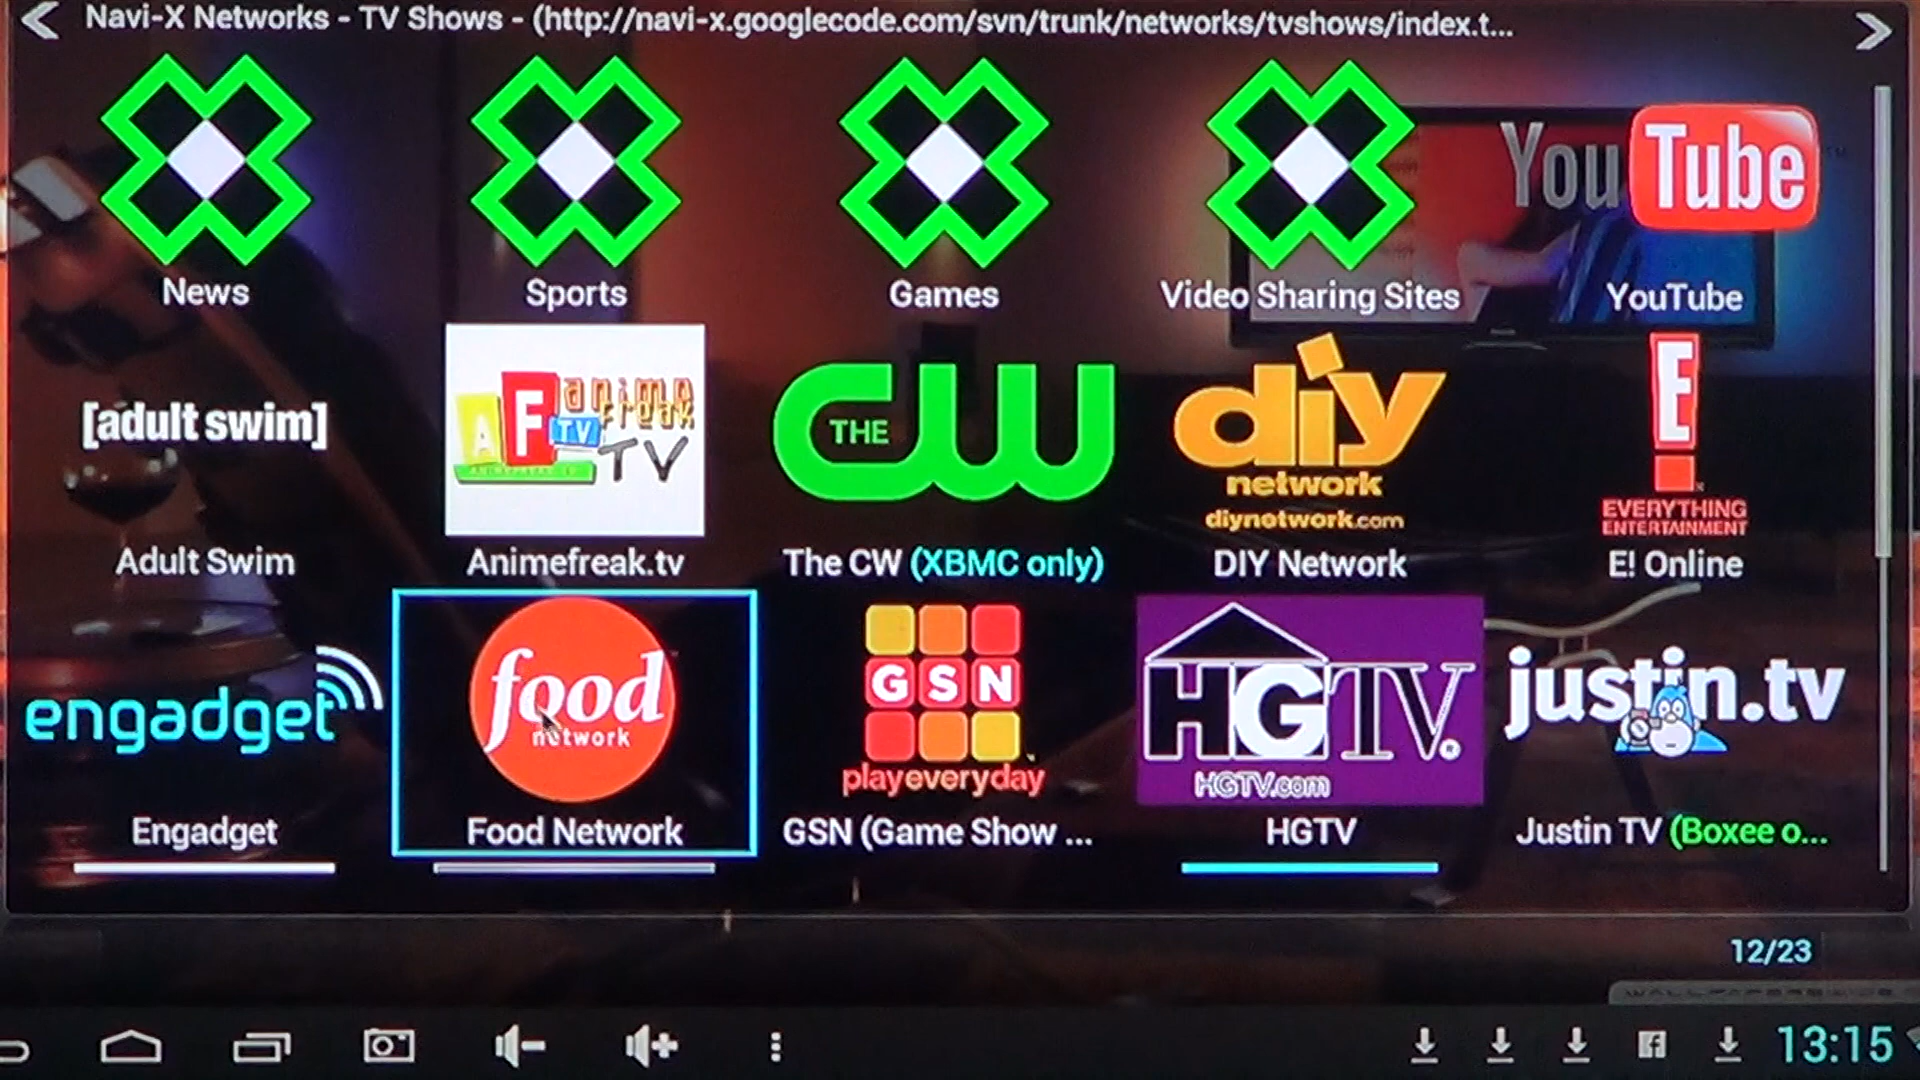 Navi-X Networks - TV Shows - (http://navi-x.googlecode.com/svn/trunk/networks/tvshows/index.t...
News
Sports
Games
Video Sharing Sites
YouTube
YouTube
[adult swim]
AF TV anime freak TV
THE CW
diy
network
diynetwork.com
E!
EVERYTHING
ENTERTAINMENT
Adult Swim
Animefreak.tv
The CW (XBMC only)
DIY Network
E! Online
engadget
food
network
GSN
playeveryday
HGTV
HGTV.com
justin.tv
Engadget
Food Network
GSN (Game Show ...
HGTV
Justin TV (Boxee o...
12/23
13:15